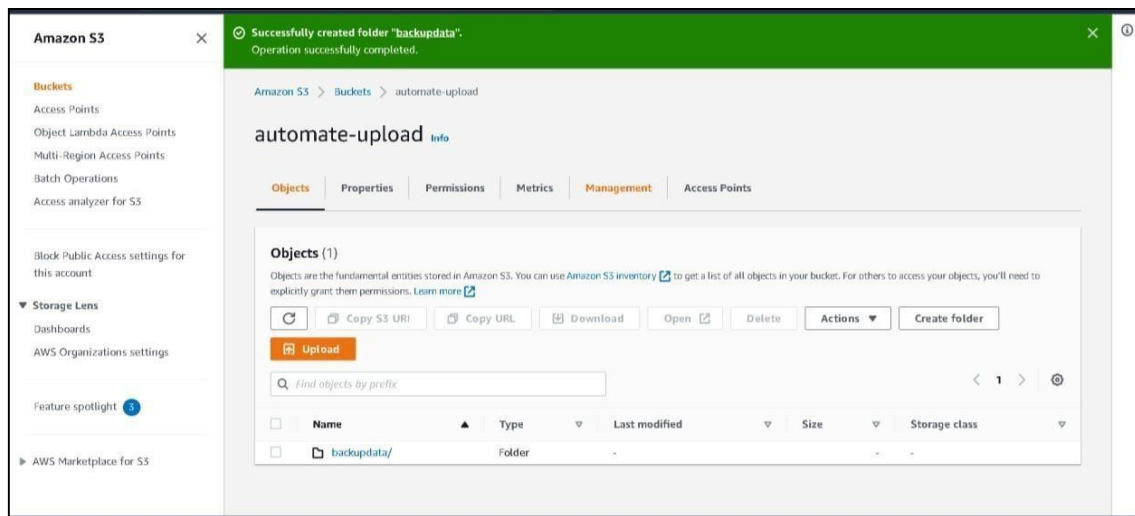 Amazon S3
Buckets
Access Points
Object Lambda Access Points
Multi-Region Access Points
Batch Operations
Access analyzer for S3
Block Public Access settings for
this account
Storage Lens
Dashboards
AWS Organizations settings
Feature spotlight 3
AWS Marketplace for S3
Successfully created folder "backupdata".
Operation successfully completed.
Amazon S3 > Buckets > automate-upload
automate-upload Info
Objects Properties Permissions Metrics Management Access Points
Objects (1)
Objects are the fundamental entities stored in Amazon S3. You can use Amazon S3 inventory to get a list of all objects in your bucket. For others to access your objects, you'll need to
explicitly grant them permissions. Learn more
Copy S3 URI Copy URL Download Open Delete Actions Create folder
Upload
Find objects by prefix
1
Name Type Last modified Size Storage class
backupdata/ Folder - - -